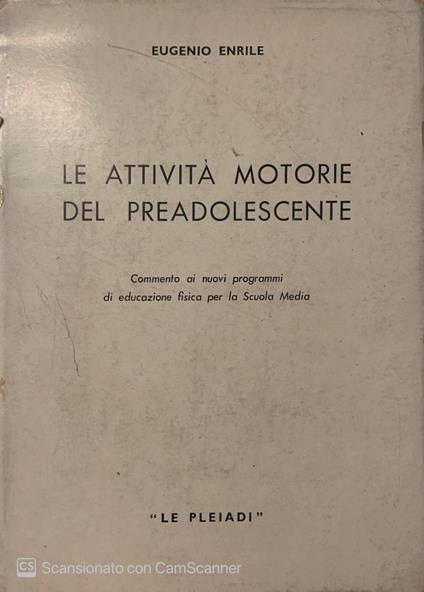 EUGENIO ENRILE
LE ATTIVITÀ MOTORIE
DEL PREADOLESCENTE
Commento ai nuovi programmi
di educazione fisica per la Scuola Media
"LE PLEIADI"
CS Scansionato con CamScanner